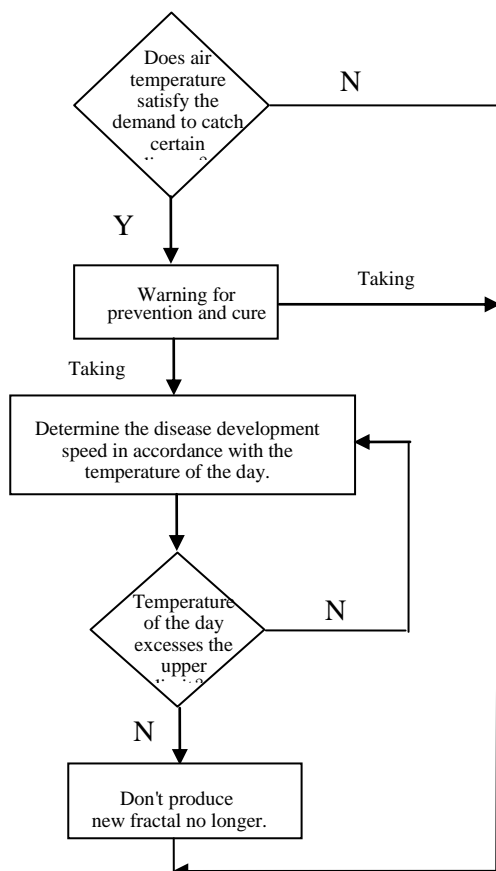 Does air
temperature
satisfy the
demand to catch
certain
N
Y
Warning for
prevention and cure
Taking
Taking
Determine the disease development
speed in accordance with the
temperature of the day.
Temperature
of the day
excesses the
upper
limit?
N
N
Don't produce
new fractal no longer.